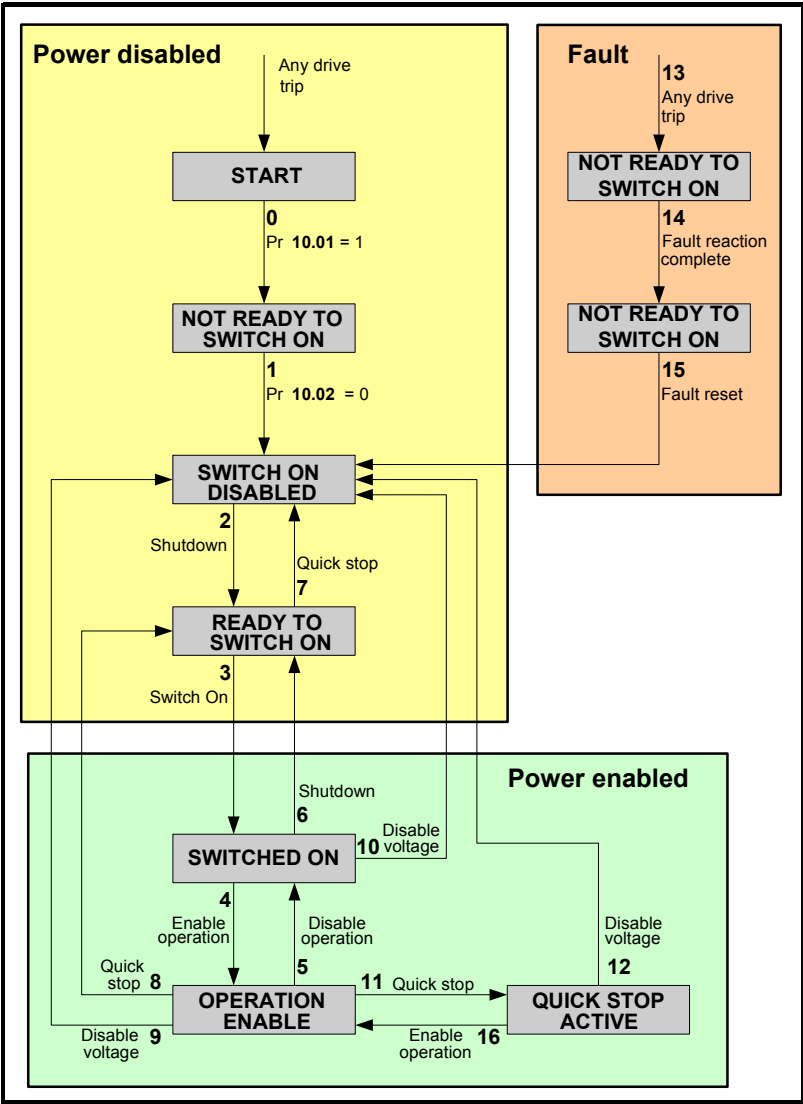 Power disabled
Any drive
trip
START
0
Pr 10.01 = 1
NOT READY TO
SWITCH ON
1
Pr 10.02 = 0
SWITCH ON
DISABLED
2
Shutdown
Quick stop
7
READY TO
SWITCH ON
3
Switch On
Fault
13
Any drive
trip
NOT READY TO
SWITCH ON
14
Fault reaction
complete
NOT READY TO
SWITCH ON
15
Fault reset
Power enabled
Shutdown
6
SWITCHED ON
10 Disable
voltage
4
Enable
operation
Disable
operation
5
Quick
stop 8
OPERATION
ENABLE
Disable
voltage 9
11 Quick stop
Enable
operation 16
Disable
voltage
12
QUICK STOP
ACTIVE